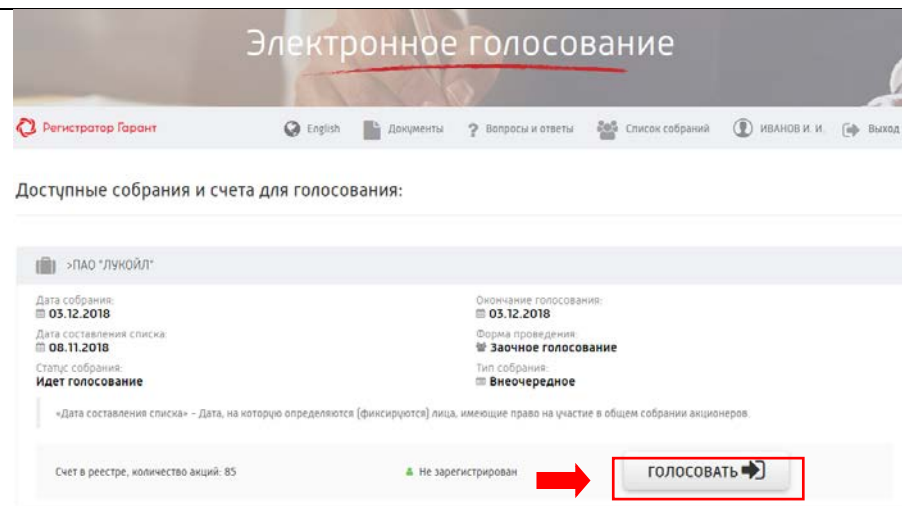 Электронное голосование
Регистратор Гарант English Документы ? Вопросы и ответы Список собраний ИВАНОВ И. И. Выход
Доступные собрания и счета для голосования:
>ПАО "ЛУКОЙЛ"
Дата собрания: Окончание голосования:
03.12.2018 03.12.2018
Дата составления списка: Форма проведения:
08.11.2018 Заочное голосование
Статус собрания: Тип собрания:
Идет голосование Внеочередное
«Дата составления списка» – Дата, на которую определяются (фиксируются) лица, имеющие право на участие в общем собрании акционеров.
Счет в реестре, количество акций: 85 Не зарегистрирован ГОЛОСОВАТЬ